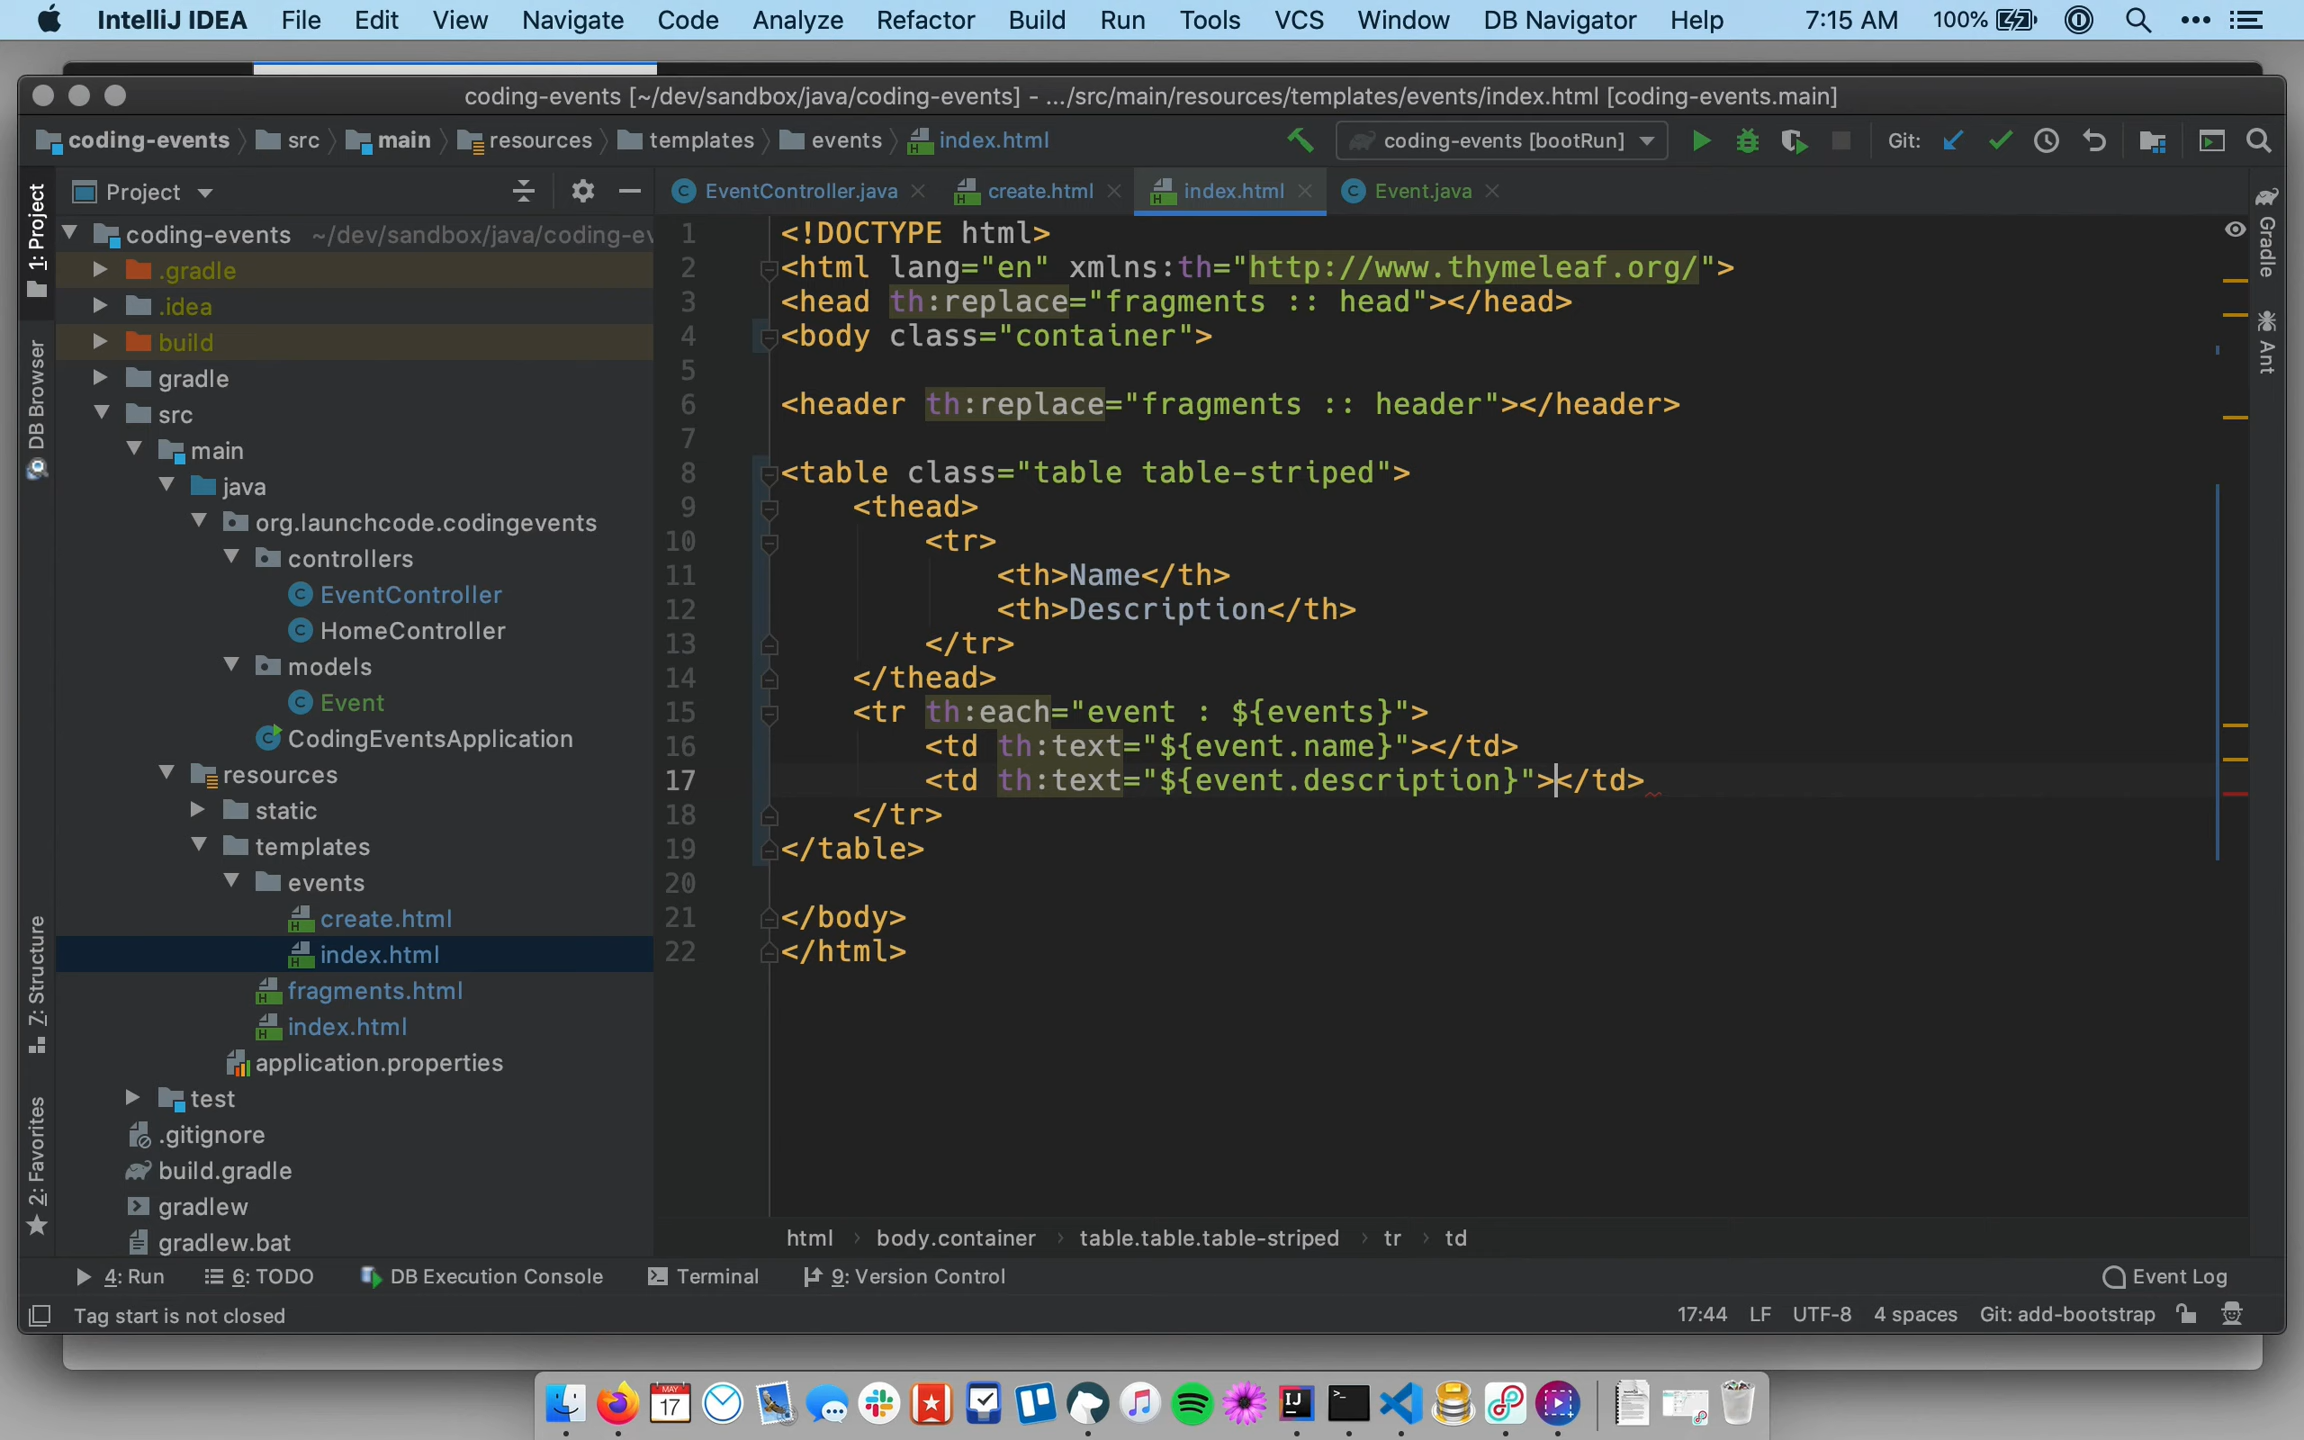 IntelliJ IDEA File Edit View Navigate Code Analyze Refactor Build Run Tools VCS Window DB Navigator Help 7:15 AM 100%
coding-events [~/dev/sandbox/java/coding-events] - .../src/main/resources/templates/events/index.html [coding-events.main]
coding-events src main resources templates events index.html coding-events [bootRun] Git:
1: Project
DB Browser
7: Structure
2: Favorites
Project
coding-events ~/dev/sandbox/java/coding-ev
.gradle
.idea
build
gradle
src
main
java
org.launchcode.codingevents
controllers
EventController
HomeController
models
Event
CodingEventsApplication
resources
static
templates
events
create.html
index.html
fragments.html
index.html
application.properties
test
.gitignore
build.gradle
gradlew
gradlew.bat
EventController.java create.html index.html Event.java
1 <!DOCTYPE html>
2 <html lang="en" xmlns:th="http://www.thymeleaf.org/">
3 <head th:replace="fragments :: head"></head>
4 <body class="container">
5
6 <header th:replace="fragments :: header"></header>
7
8 <table class="table table-striped">
9 <thead>
10 <tr>
11 <th>Name</th>
12 <th>Description</th>
13 </tr>
14 </thead>
15 <tr th:each="event : ${events}">
16 <td th:text="${event.name}"></td>
17 <td th:text="${event.description}"></td>
18 </tr>
19 </table>
20
21 </body>
22 </html>
Gradle
Ant
html body.container table.table.table-striped tr td
4: Run 6: TODO DB Execution Console Terminal 9: Version Control Event Log
Tag start is not closed 17:44 LF UTF-8 4 spaces Git: add-bootstrap
MAY
17
IJ